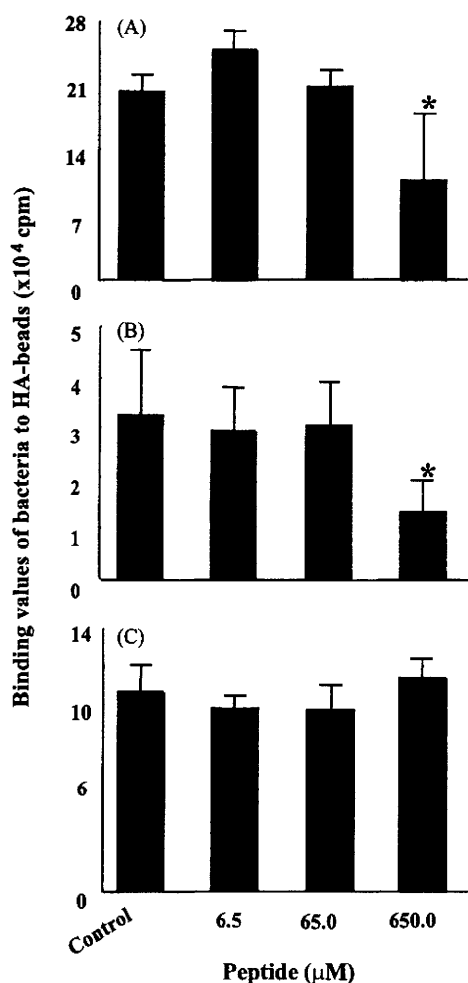 Binding values of bacteria to HA-beads (x10⁴ cpm)
(A)
28
21
14
7
0
*
(B)
5
4
3
2
1
0
*
(C)
14
10
6
0
Control 6.5 65.0 650.0
Peptide (μM)